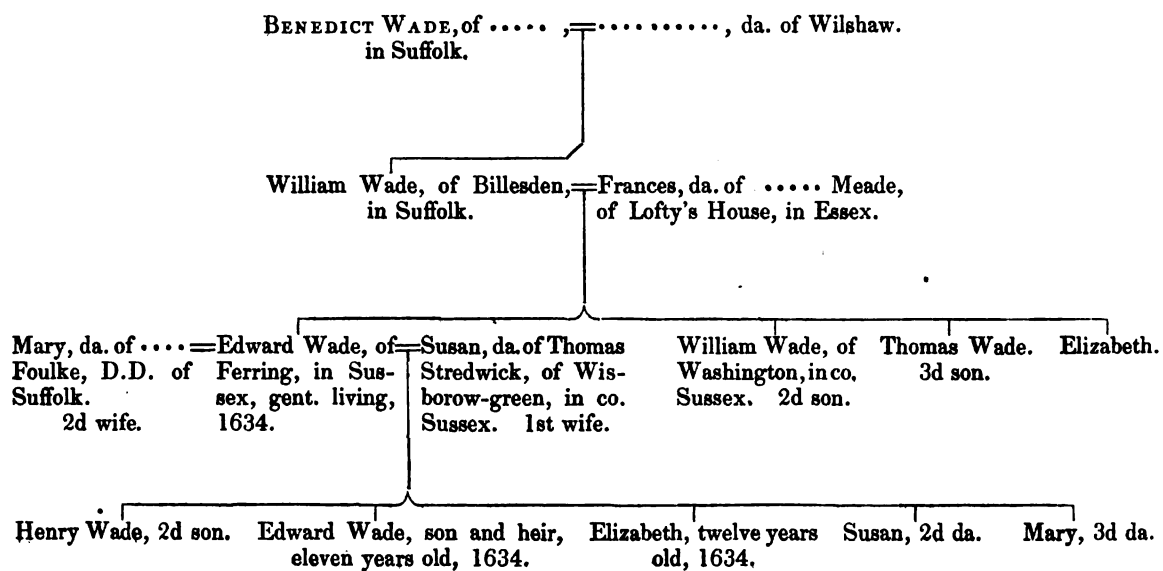 BENEDICT WADE, of ····· ,=··········, da. of Wilshaw.
in Suffolk.
William Wade, of Billesden,=Frances, da. of ····· Meade,
in Suffolk.
of Lofty's House, in Essex.
Mary, da. of ····=
Foulke, D.D. of
Suffolk.
2d wife.
Edward Wade, of=
Ferring, in Sus-
sex, gent. living,
1634.
Susan, da. of Thomas
Stredwick, of Wis-
borow-green, in co.
Sussex. 1st wife.
William Wade, of
Washington, in co.
Sussex. 2d son.
Thomas Wade.
3d son.
Elizabeth.
Henry Wade, 2d son.
Edward Wade, son and heir,
eleven years old, 1634.
Elizabeth, twelve years
old, 1634.
Susan, 2d da.
Mary, 3d da.